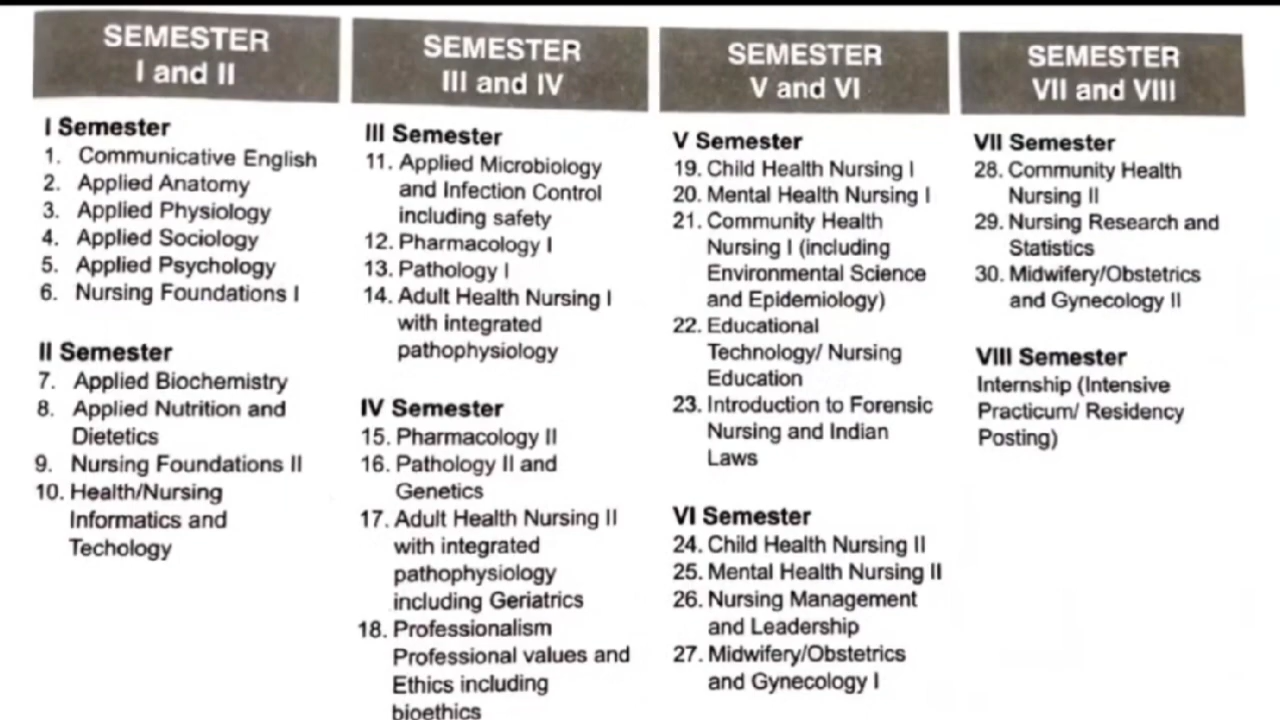 SEMESTER
I and II
I Semester
1. Communicative English
2. Applied Anatomy
3. Applied Physiology
4. Applied Sociology
5. Applied Psychology
6. Nursing Foundations I
II Semester
7. Applied Biochemistry
8. Applied Nutrition and
Dietetics
9. Nursing Foundations II
10. Health/Nursing
Informatics and
Techology
SEMESTER
III and IV
III Semester
11. Applied Microbiology
and Infection Control
including safety
12. Pharmacology I
13. Pathology I
14. Adult Health Nursing I
with integrated
pathophysiology
IV Semester
15. Pharmacology II
16. Pathology II and
Genetics
17. Adult Health Nursing II
with integrated
pathophysiology
including Geriatrics
18. Professionalism
Professional values and
Ethics including
bioethics
SEMESTER
V and VI
V Semester
19. Child Health Nursing I
20. Mental Health Nursing I
21. Community Health
Nursing I (including
Environmental Science
and Epidemiology)
22. Educational
Technology/ Nursing
Education
23. Introduction to Forensic
Nursing and Indian
Laws
VI Semester
24. Child Health Nursing II
25. Mental Health Nursing II
26. Nursing Management
and Leadership
27. Midwifery/Obstetrics
and Gynecology I
SEMESTER
VII and VIII
VII Semester
28. Community Health
Nursing II
29. Nursing Research and
Statistics
30. Midwifery/Obstetrics
and Gynecology II
VIII Semester
Internship (Intensive
Practicum/ Residency
Posting)